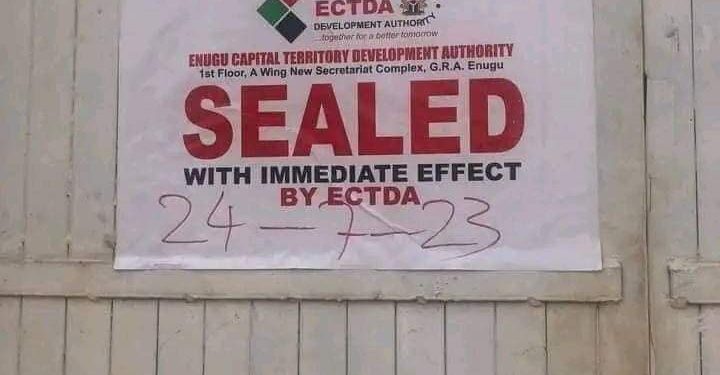 ECTDA
DEVELOPMENT AUTHORITY
...together for a better tomorrow
ENUGU CAPITAL TERRITORY DEVELOPMENT AUTHORITY
1st Floor, A Wing New Secretariat Complex, G.R.A. Enugu
SEALED
WITH IMMEDIATE EFFECT
BY ECTDA
24-7-23